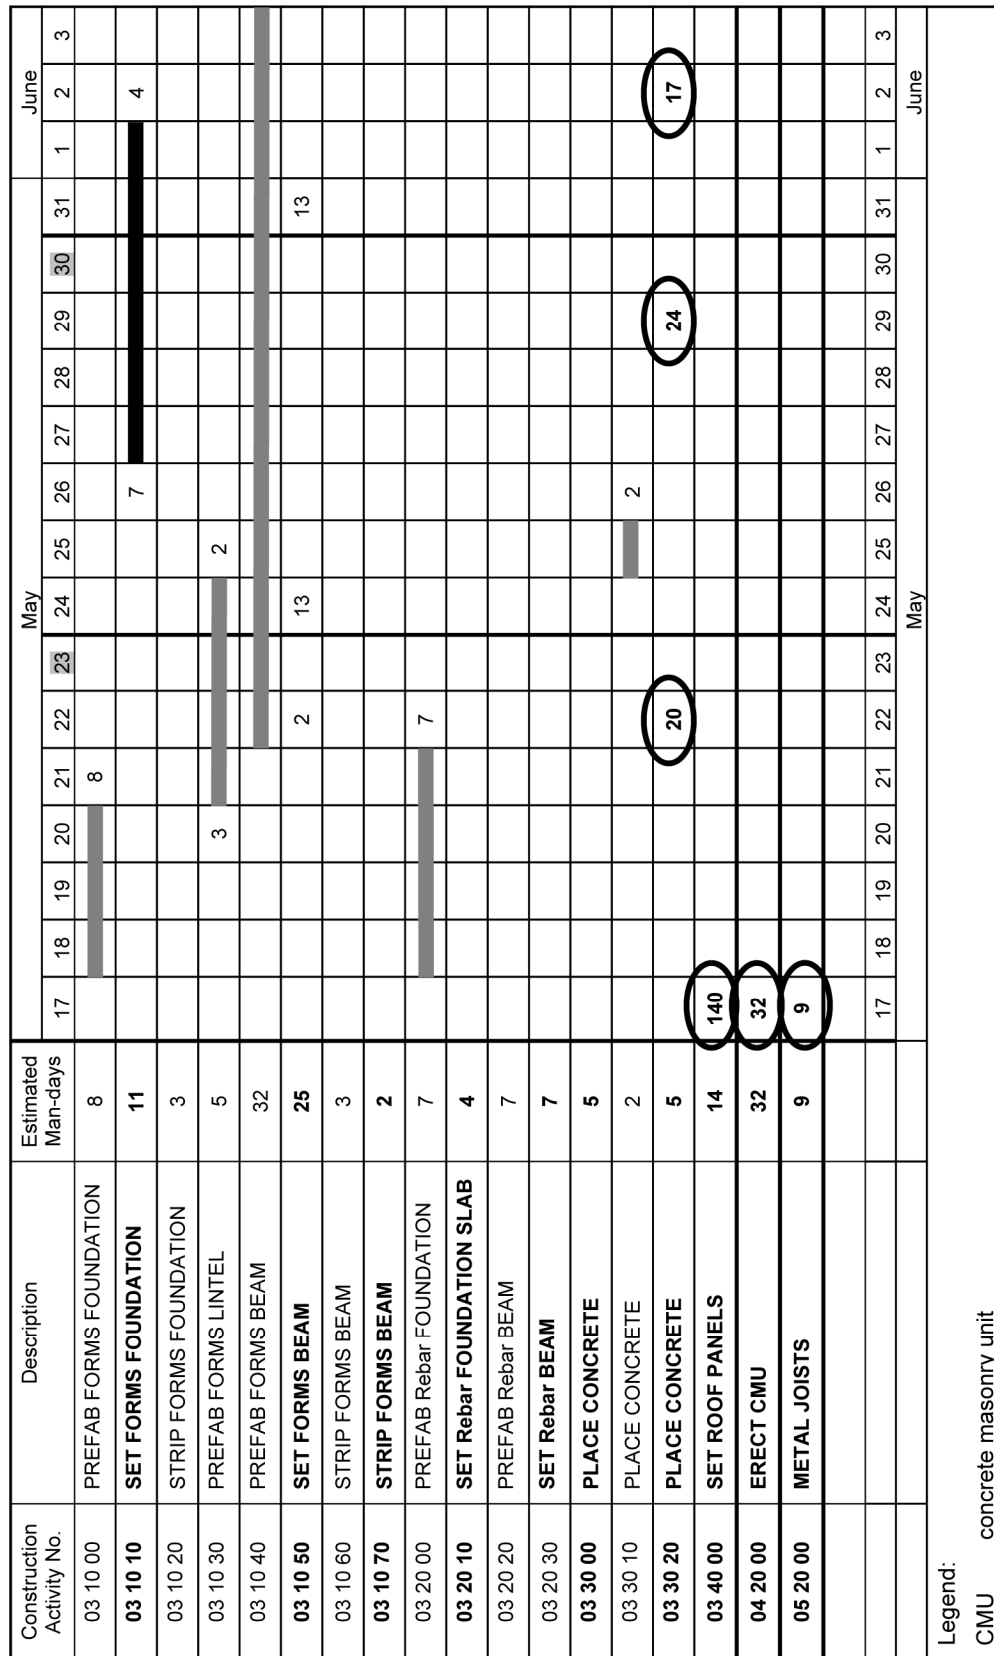 Construction Activity No. Description Estimated Man-days May June
17 18 19 20 21 22 23 24 25 26 27 28 29 30 31 1 2 3
03 10 00 PREFAB FORMS FOUNDATION 8 8
03 10 10 SET FORMS FOUNDATION 11 7 4
03 10 20 STRIP FORMS FOUNDATION 3
03 10 30 PREFAB FORMS LINTEL 5 3 2
03 10 40 PREFAB FORMS BEAM 32
03 10 50 SET FORMS BEAM 25 2 13 13
03 10 60 STRIP FORMS BEAM 3
03 10 70 STRIP FORMS BEAM 2
03 20 00 PREFAB Rebar FOUNDATION 7 7
03 20 10 SET Rebar FOUNDATION SLAB 4
03 20 20 PREFAB Rebar BEAM 7
03 20 30 SET Rebar BEAM 7
03 30 00 PLACE CONCRETE 5
03 30 10 PLACE CONCRETE 2 2
03 30 20 PLACE CONCRETE 5 20 24 17
03 40 00 SET ROOF PANELS 14 140
04 20 00 ERECT CMU 32 32
05 20 00 METAL JOISTS 9 9
17 18 19 20 21 22 23 24 25 26 27 28 29 30 31 1 2 3
May June
Legend:
CMU concrete masonry unit